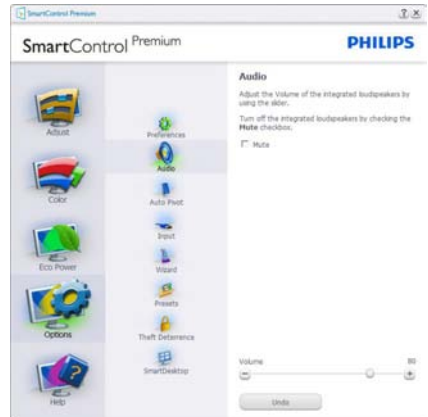 SmartControl Premium
SmartControl Premium
PHILIPS
Adjust
Color
Eco Power
Options
Help
Preferences
Audio
Auto Pivot
Input
Wizard
Presets
Theft Deterrence
SmartDesktop
Audio
Adjust the Volume of the integrated loudspeakers by
using the slider.
Turn off the integrated loudspeakers by checking the
Mute checkbox.
Mute
Volume
80
Undo